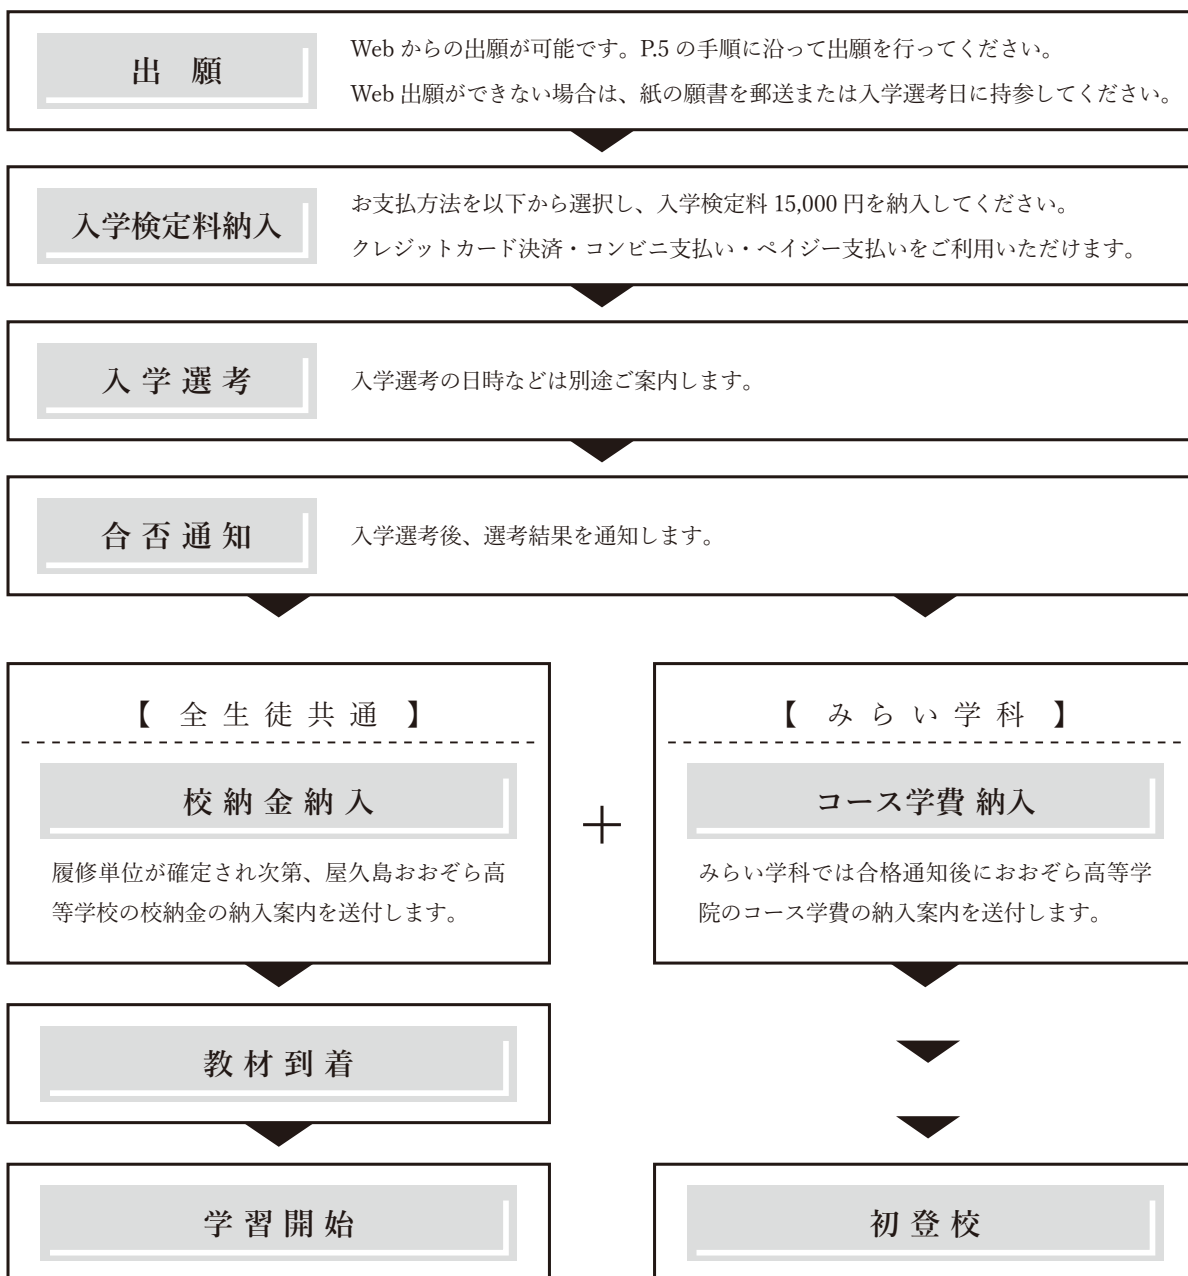 出 願
Web からの出願が可能です。P.5 の手順に沿って出願を行ってください。
Web 出願ができない場合は、紙の願書を郵送または入学選考日に持参してください。
入学検定料納入
お支払方法を以下から選択し、入学検定料 15,000 円を納入してください。
クレジットカード決済・コンビニ支払い・ペイジー支払いをご利用いただけます。
入学選考
入学選考の日時などは別途ご案内します。
合否通知
入学選考後、選考結果を通知します。
【 全生徒共通 】
校納金納入
履修単位が確定され次第、屋久島おおぞら高
等学校の校納金の納入案内を送付します。
＋
【 みらい学科 】
コース学費 納入
みらい学科では合格通知後におおぞら高等学
院のコース学費の納入案内を送付します。
教材到着
学習開始
初登校